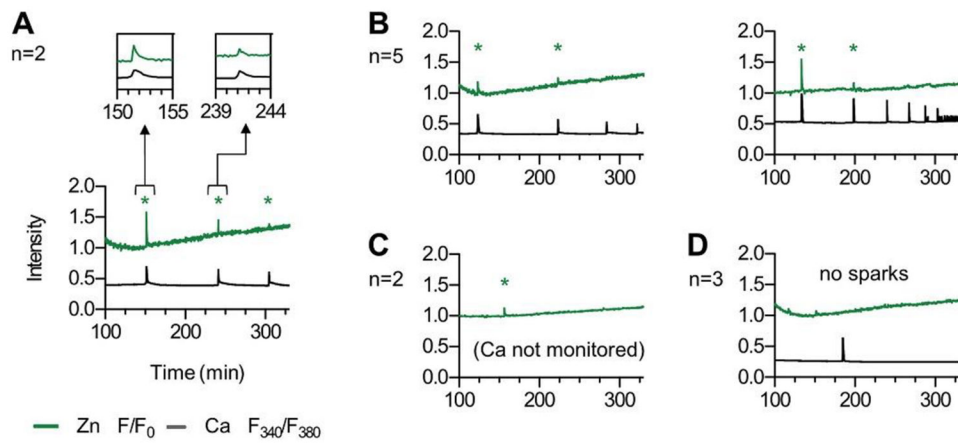 A
n=2
150 155
239 244
* * *
2.0
1.5
1.0
0.5
0.0
Intensity
100 200 300
Time (min)
Zn F/F0 Ca F340/F380
B
n=5
* *
2.0
1.5
1.0
0.5
0.0
100 200 300
* *
2.0
1.5
1.0
0.5
0.0
100 200 300
C
n=2
*
2.0
1.5
1.0
0.5
0.0
(Ca not monitored)
100 200 300
D
n=3
no sparks
2.0
1.5
1.0
0.5
0.0
100 200 300